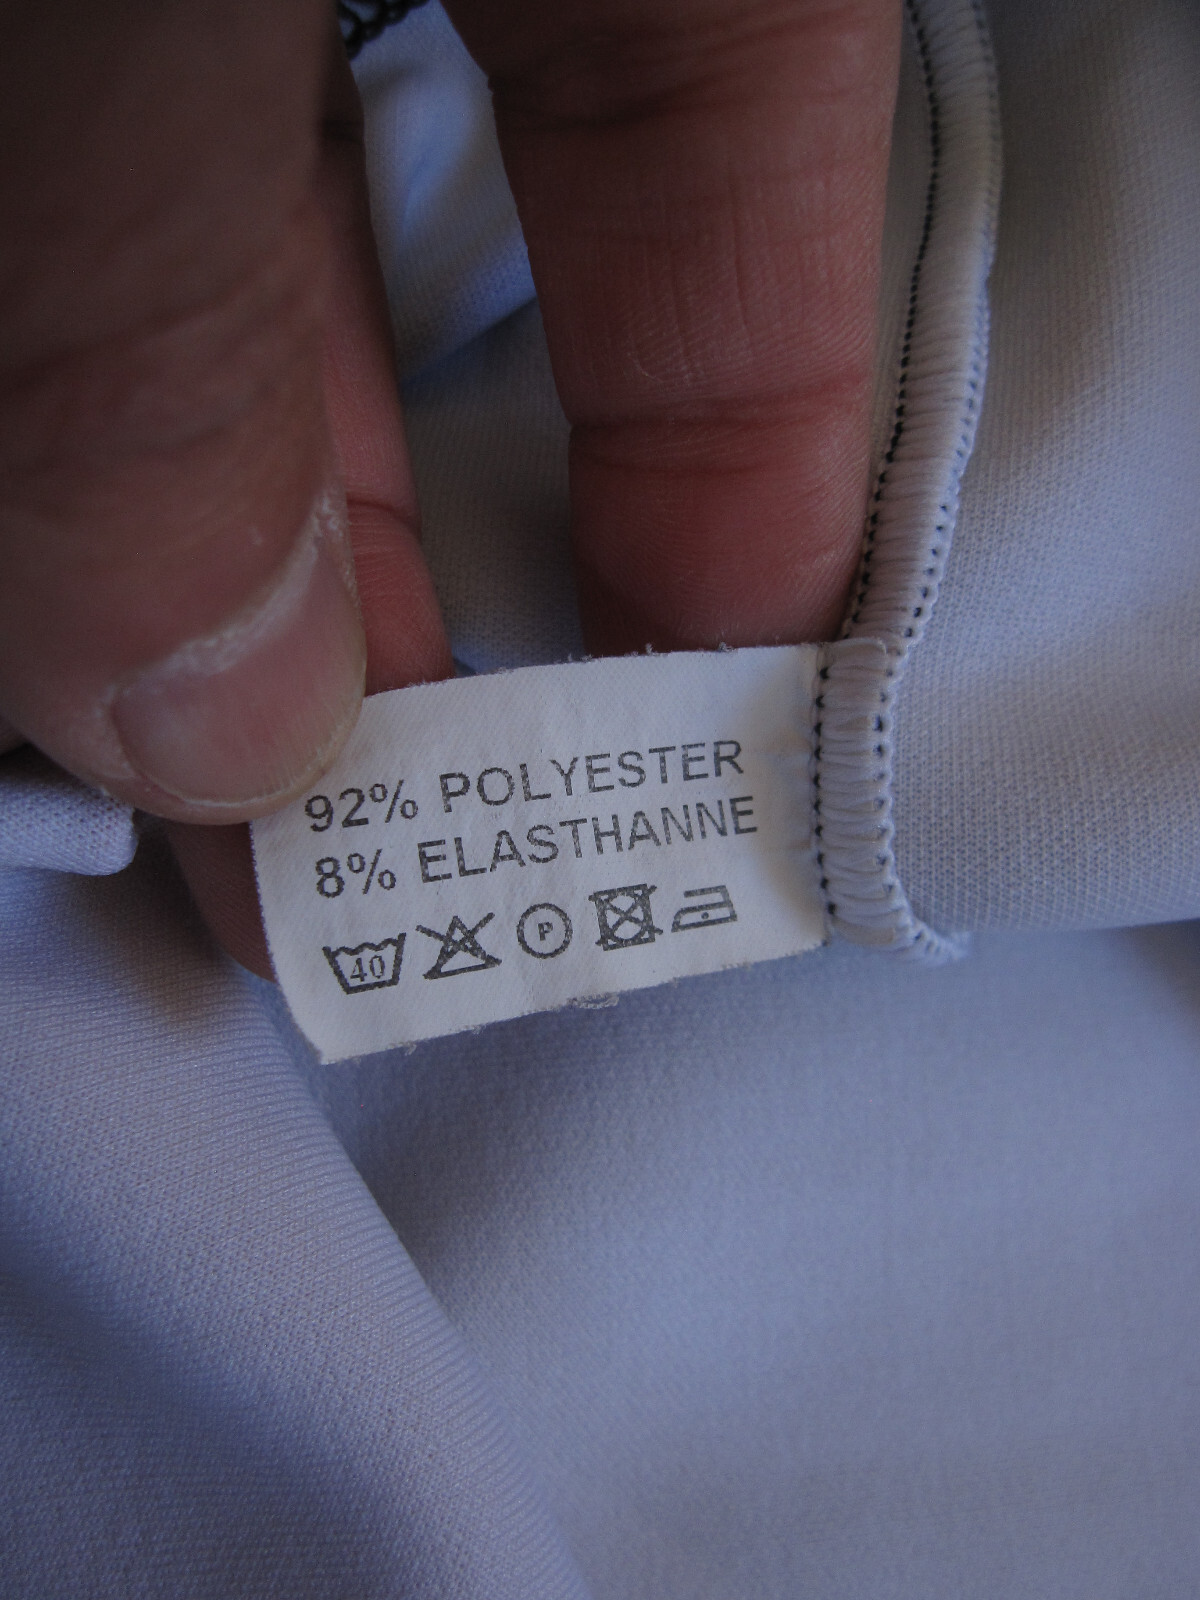 92% POLYESTER
8% ELASTHANNE
40 P